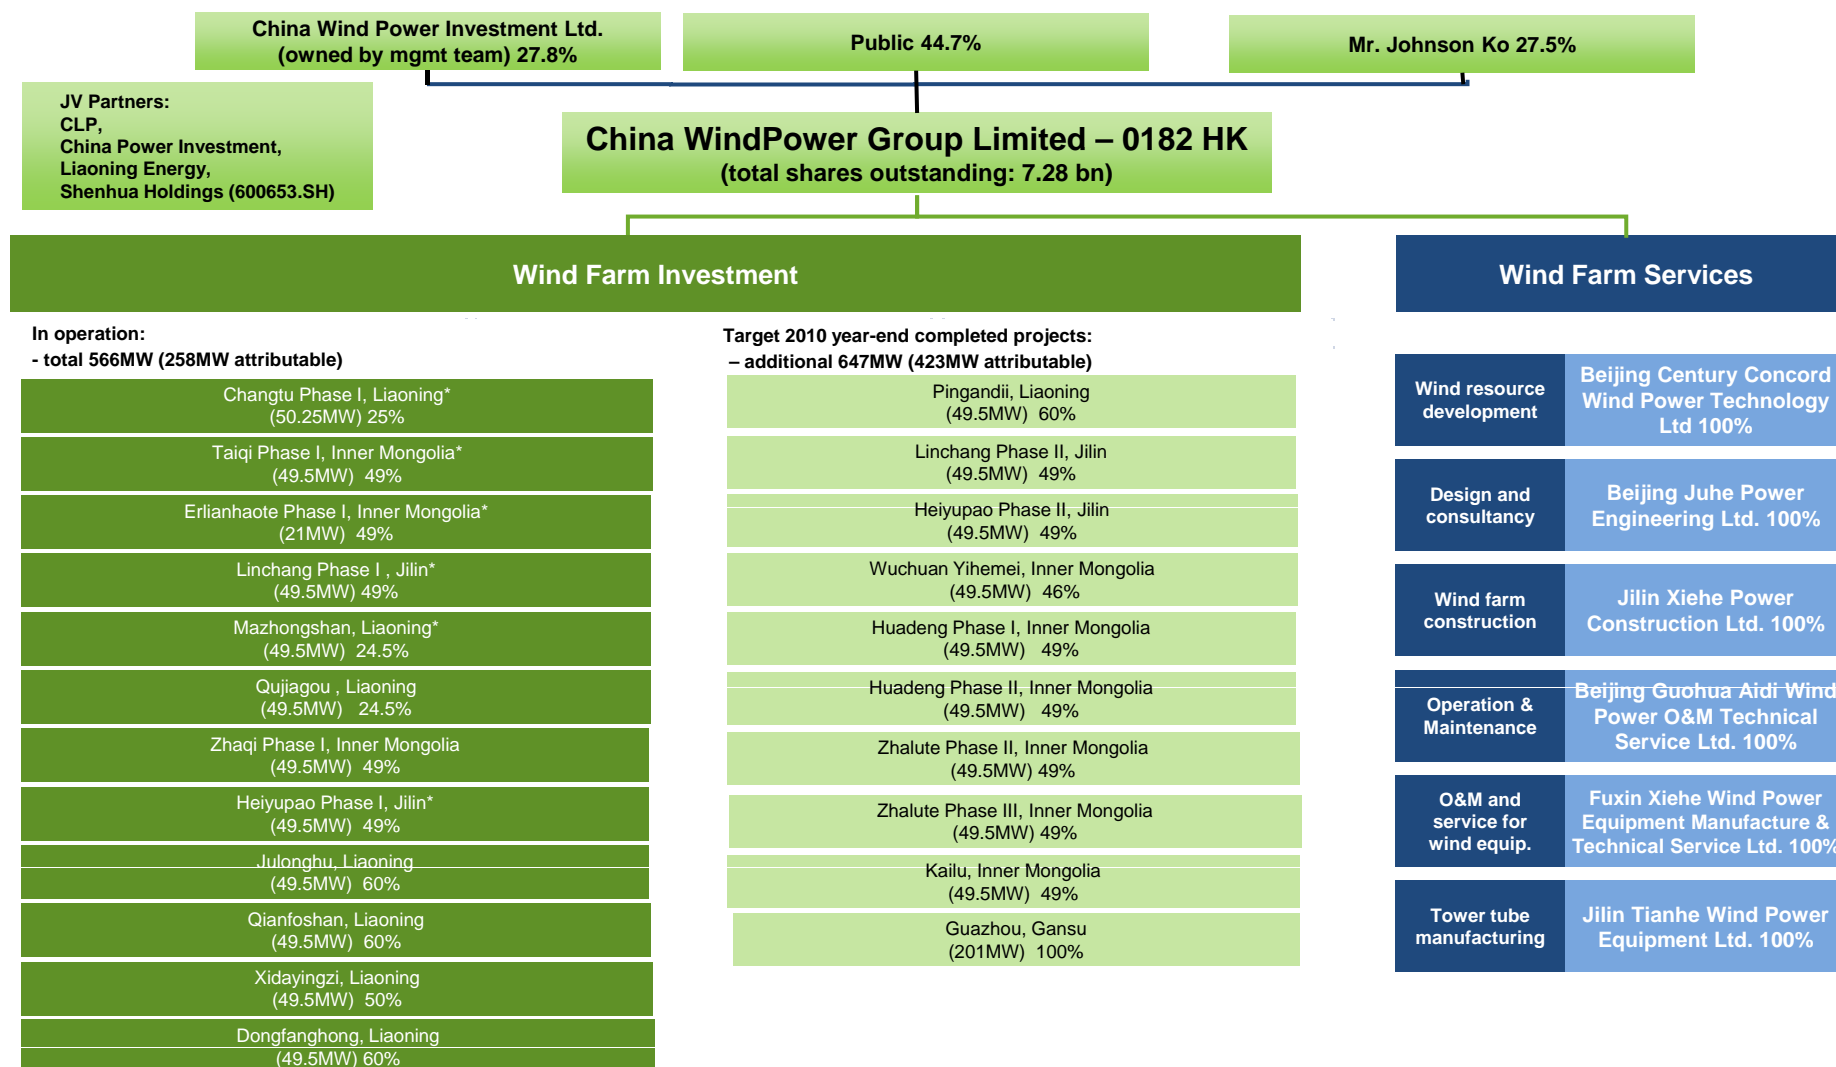 China Wind Power Investment Ltd.
(owned by mgmt team) 27.8%
Public 44.7%
Mr. Johnson Ko 27.5%
JV Partners:
CLP,
China Power Investment,
Liaoning Energy,
Shenhua Holdings (600653.SH)
China WindPower Group Limited – 0182 HK
(total shares outstanding: 7.28 bn)
Wind Farm Investment
Wind Farm Services
In operation:
- total 566MW (258MW attributable)
Changtu Phase I, Liaoning*
(50.25MW) 25%
Taiqi Phase I, Inner Mongolia*
(49.5MW) 49%
Erlianhaote Phase I, Inner Mongolia*
(21MW) 49%
Linchang Phase I , Jilin*
(49.5MW) 49%
Mazhongshan, Liaoning*
(49.5MW) 24.5%
Qujiagou , Liaoning
(49.5MW) 24.5%
Zhaqi Phase I, Inner Mongolia
(49.5MW) 49%
Heiyupao Phase I, Jilin*
(49.5MW) 49%
Julonghu, Liaoning
(49.5MW) 60%
Qianfoshan, Liaoning
(49.5MW) 60%
Xidayingzi, Liaoning
(49.5MW) 50%
Dongfanghong, Liaoning
(49.5MW) 60%
Target 2010 year-end completed projects:
– additional 647MW (423MW attributable)
Pingandii, Liaoning
(49.5MW) 60%
Linchang Phase II, Jilin
(49.5MW) 49%
Heiyupao Phase II, Jilin
(49.5MW) 49%
Wuchuan Yihemei, Inner Mongolia
(49.5MW) 46%
Huadeng Phase I, Inner Mongolia
(49.5MW) 49%
Huadeng Phase II, Inner Mongolia
(49.5MW) 49%
Zhalute Phase II, Inner Mongolia
(49.5MW) 49%
Zhalute Phase III, Inner Mongolia
(49.5MW) 49%
Kailu, Inner Mongolia
(49.5MW) 49%
Guazhou, Gansu
(201MW) 100%
Wind resource
development
Beijing Century Concord
Wind Power Technology
Ltd 100%
Design and
consultancy
Beijing Juhe Power
Engineering Ltd. 100%
Wind farm
construction
Jilin Xiehe Power
Construction Ltd. 100%
Operation &
Maintenance
Beijing Guohua Aidi Wind
Power O&M Technical
Service Ltd. 100%
O&M and
service for
wind equip.
Fuxin Xiehe Wind Power
Equipment Manufacture &
Technical Service Ltd. 100%
Tower tube
manufacturing
Jilin Tianhe Wind Power
Equipment Ltd. 100%